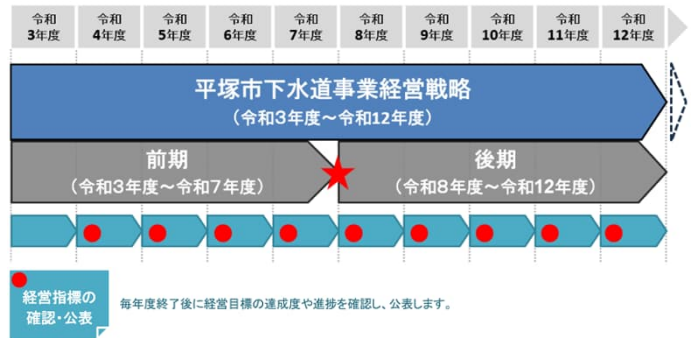 令和 令和 令和 令和 令和 令和 令和 令和 令和 令和
3年度 4年度 5年度 6年度 7年度 8年度 9年度 10年度 11年度 12年度
平塚市下水道事業経営戦略
（令和3年度～令和12年度）
前期 後期
（令和3年度～令和7年度） （令和8年度～令和12年度）
経営指標の
確認・公表
毎年度終了後に経営目標の達成度や進捗を確認し、公表します。